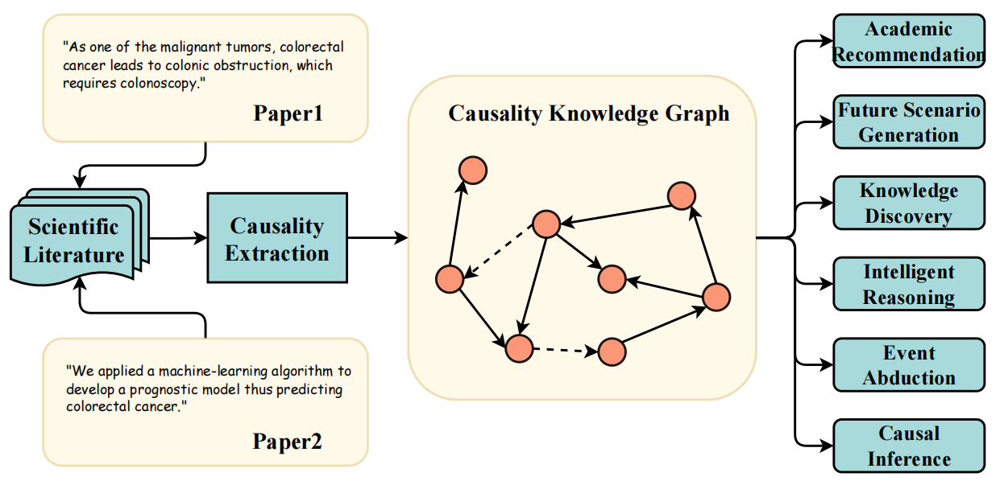 "As one of the malignant tumors, colorectal
cancer leads to colonic obstruction, which
requires colonoscopy."
Paper1
Scientific
Literature
Causality
Extraction
"We applied a machine-learning algorithm to
develop a prognostic model thus predicting
colorectal cancer."
Paper2
Causality Knowledge Graph
Academic
Recommendation
Future Scenario
Generation
Knowledge
Discovery
Intelligent
Reasoning
Event
Abduction
Causal
Inference